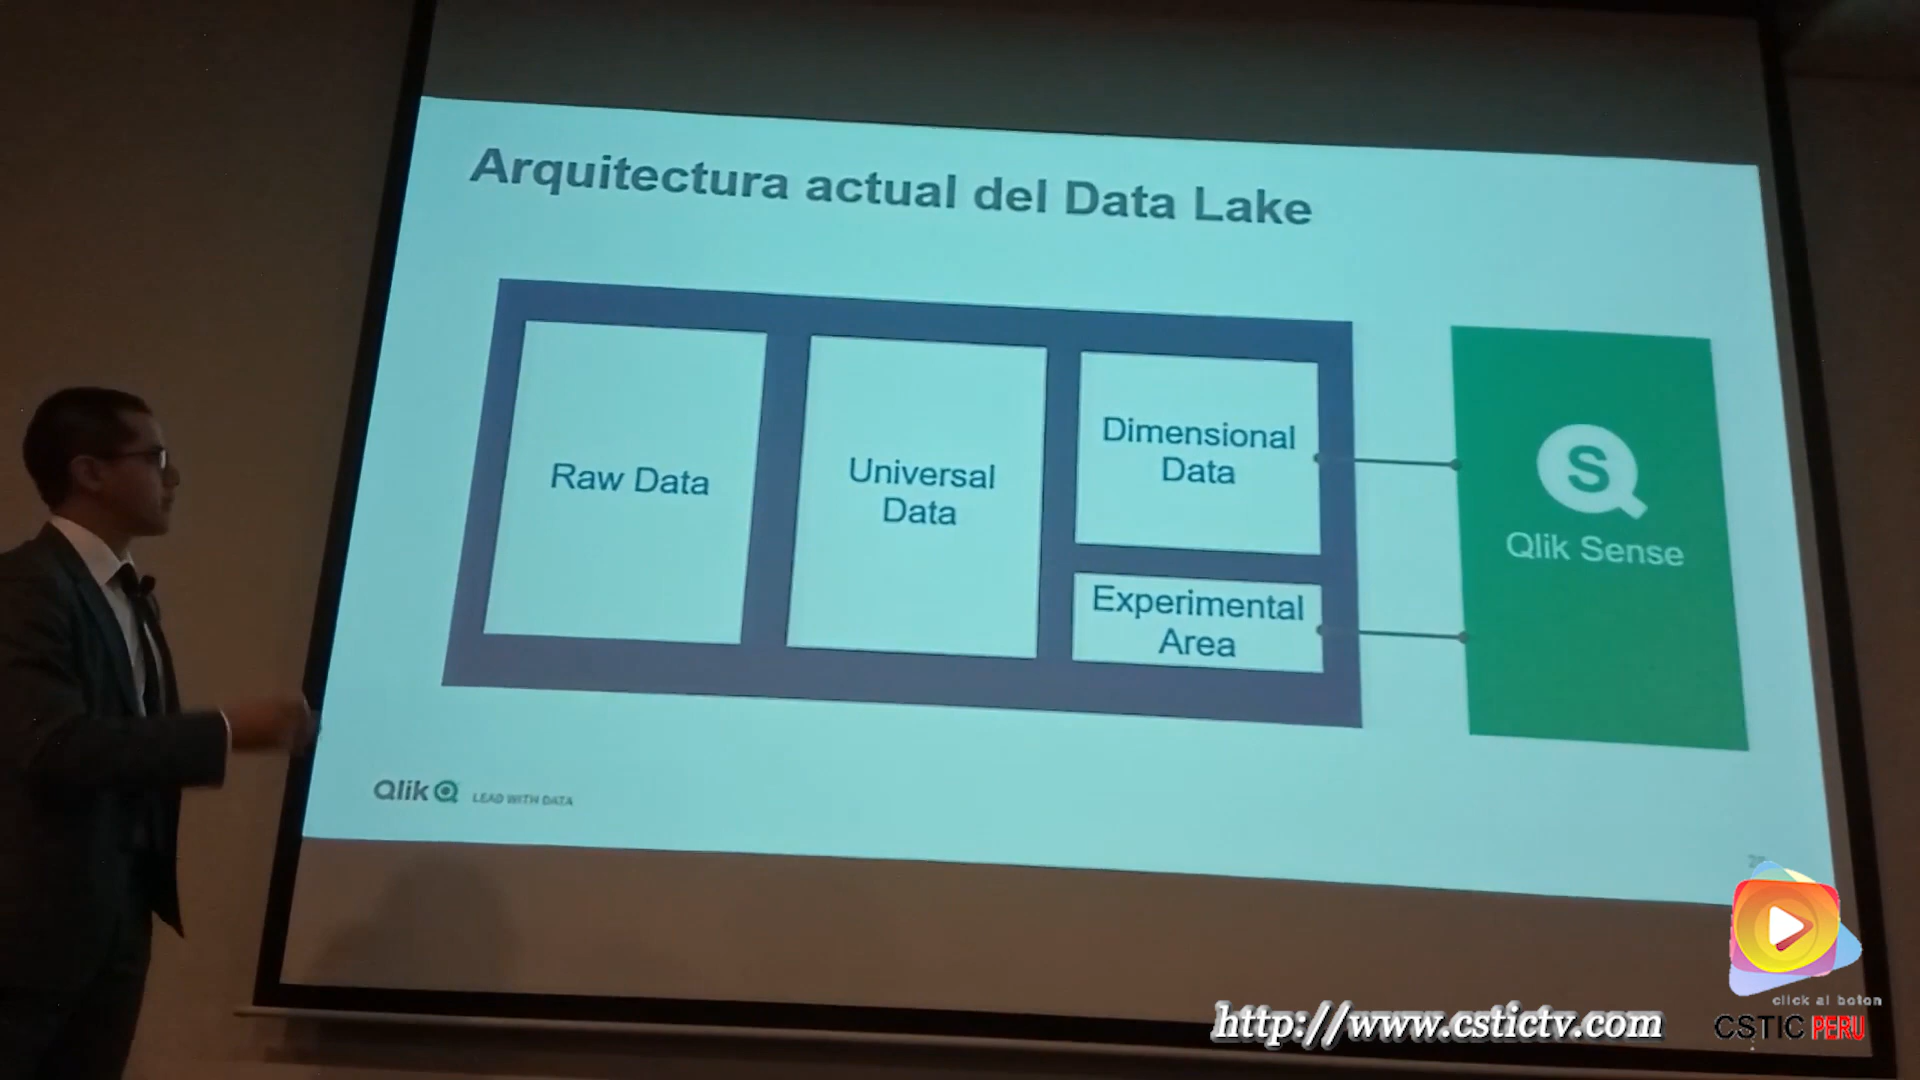 Arquitectura actual del Data Lake
Raw Data
Universal
Data
Dimensional
Data
Experimental
Area
S
Qlik Sense
Qlik
LEAD WITH DATA
click al boton
CSTIC PERU
http://www.cstictv.com